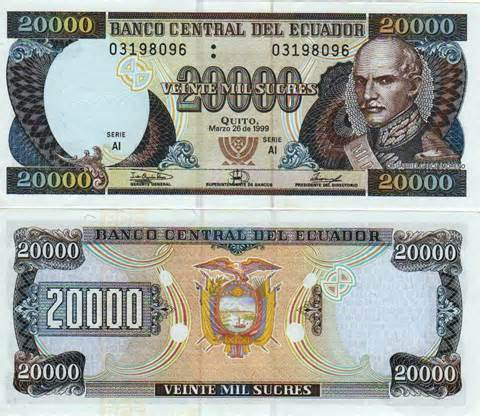 20000 BANCO CENTRAL DEL ECUADOR 20000
03198096 03198096
20000
VEINTE MIL SUCRES
QUITO,
Marzo 26 de 1999
SERIE
AI
SERIE
AI
20000 20000
GERENTE GENERAL SUPERINTENDENTE DE BANCOS PRESIDENTE DEL DIRECTORIO
20000 BANCO CENTRAL DEL ECUADOR 20000
20000
20000 VEINTE MIL SUCRES 20000